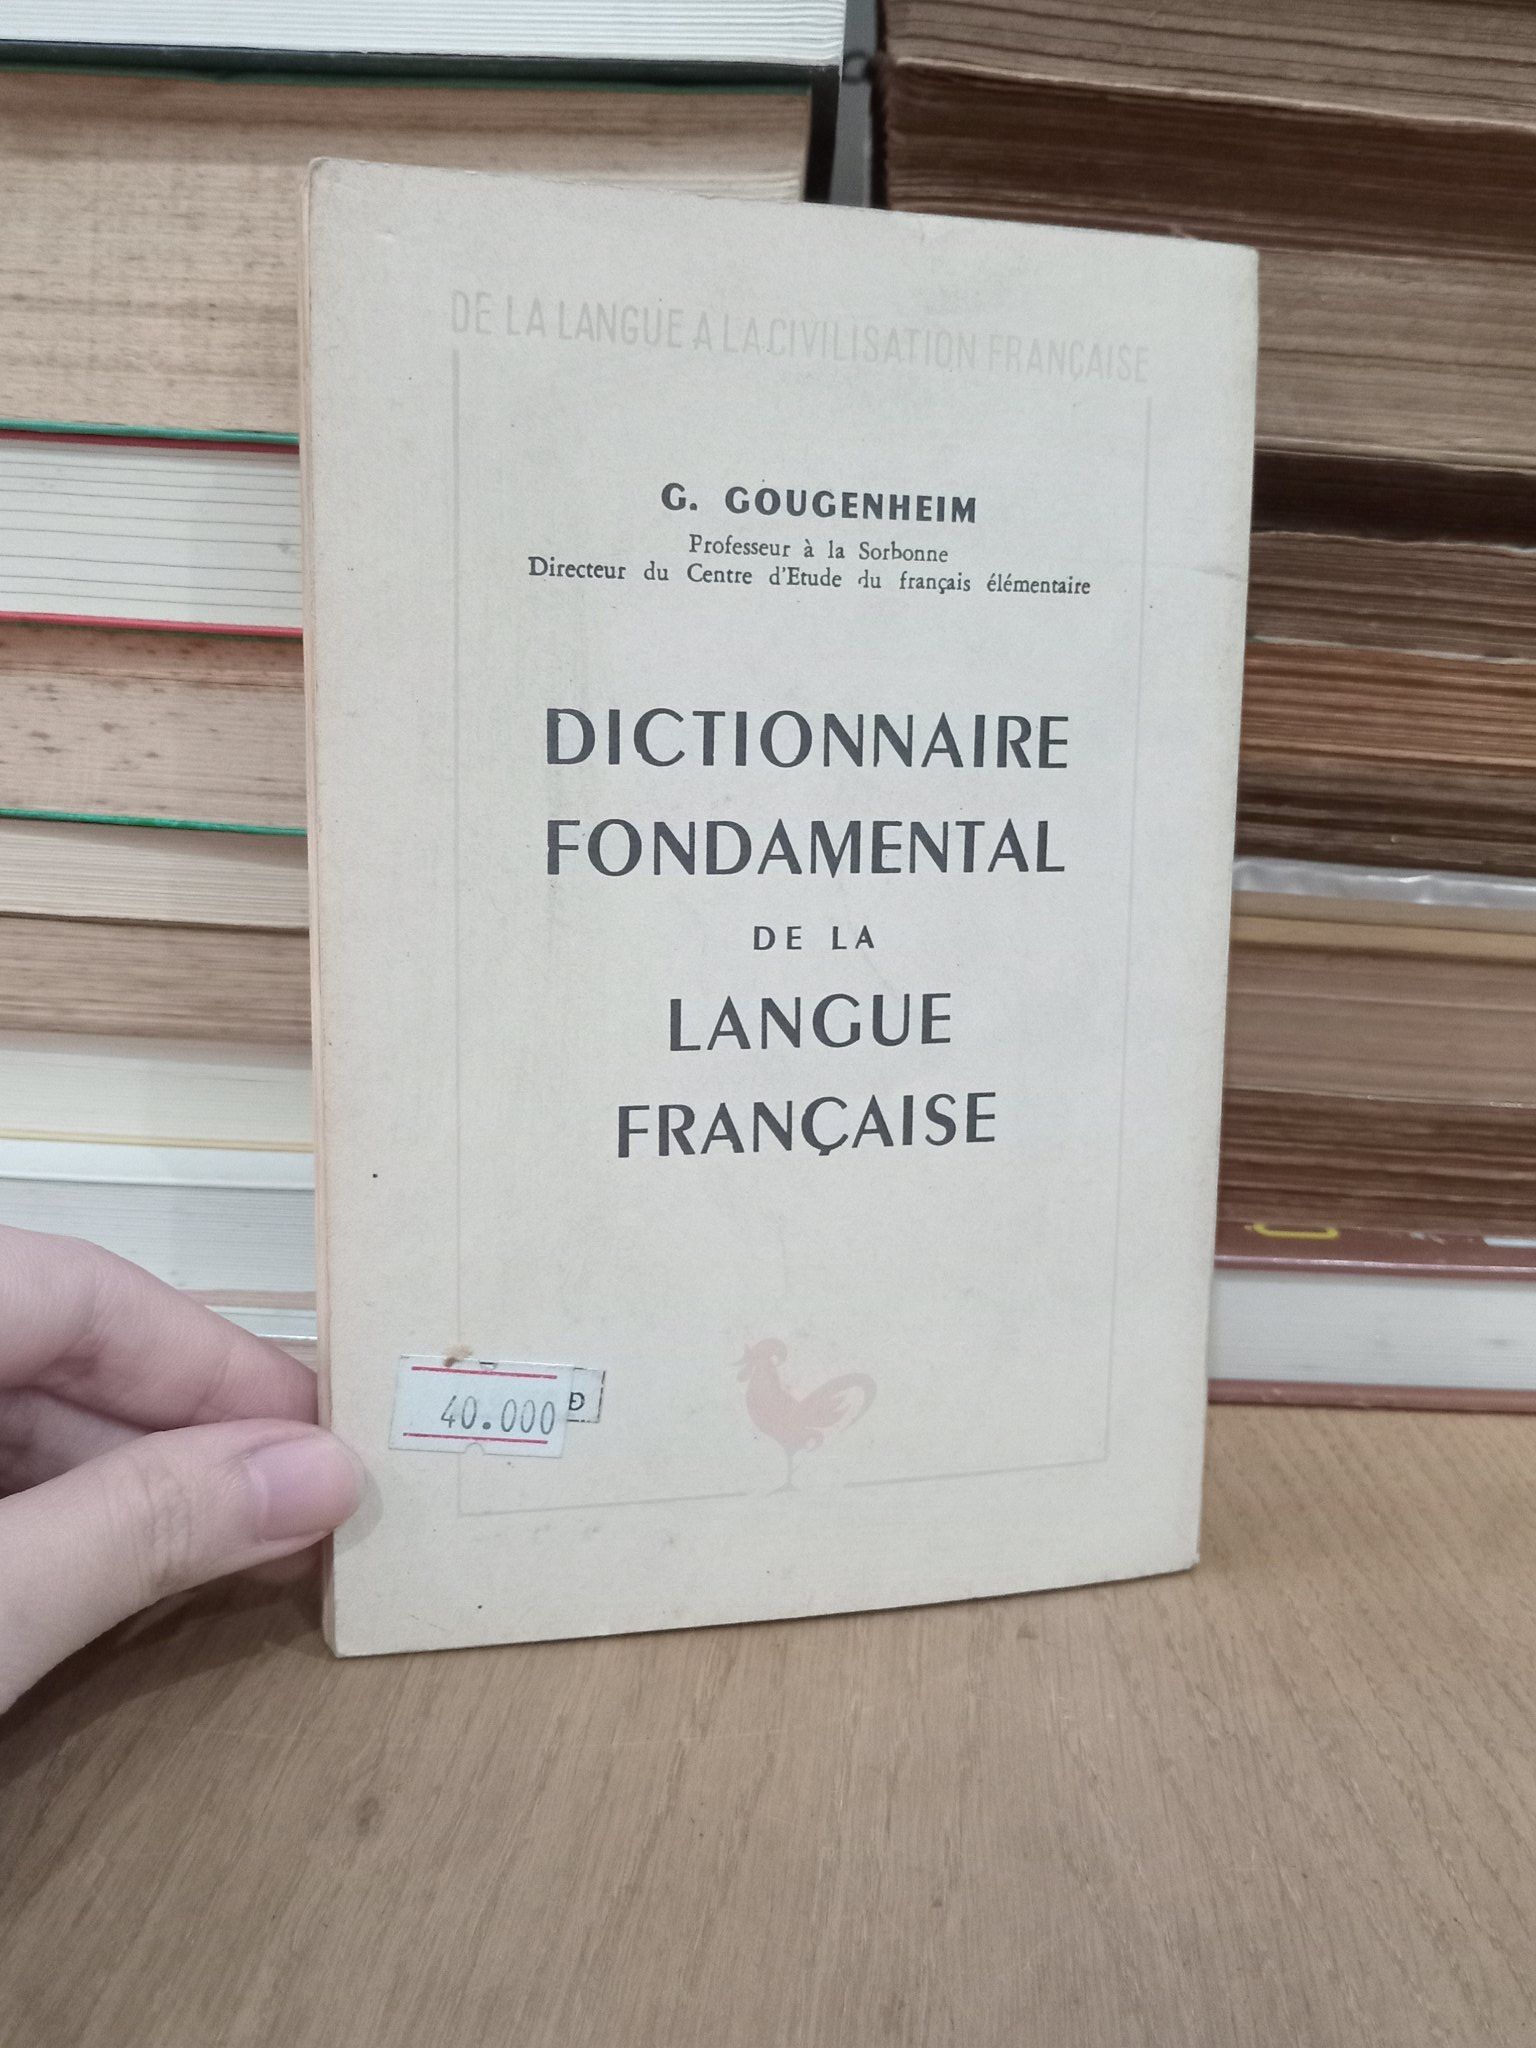 DE LA LANGUE A LA CIVILISATION FRANÇAISE
G. GOUGENHEIM
Professeur à la Sorbonne
Directeur du Centre d'Etude du français élémentaire
DICTIONNAIRE
FONDAMENTAL
DE LA
LANGUE
FRANÇAISE
40.000
Đ